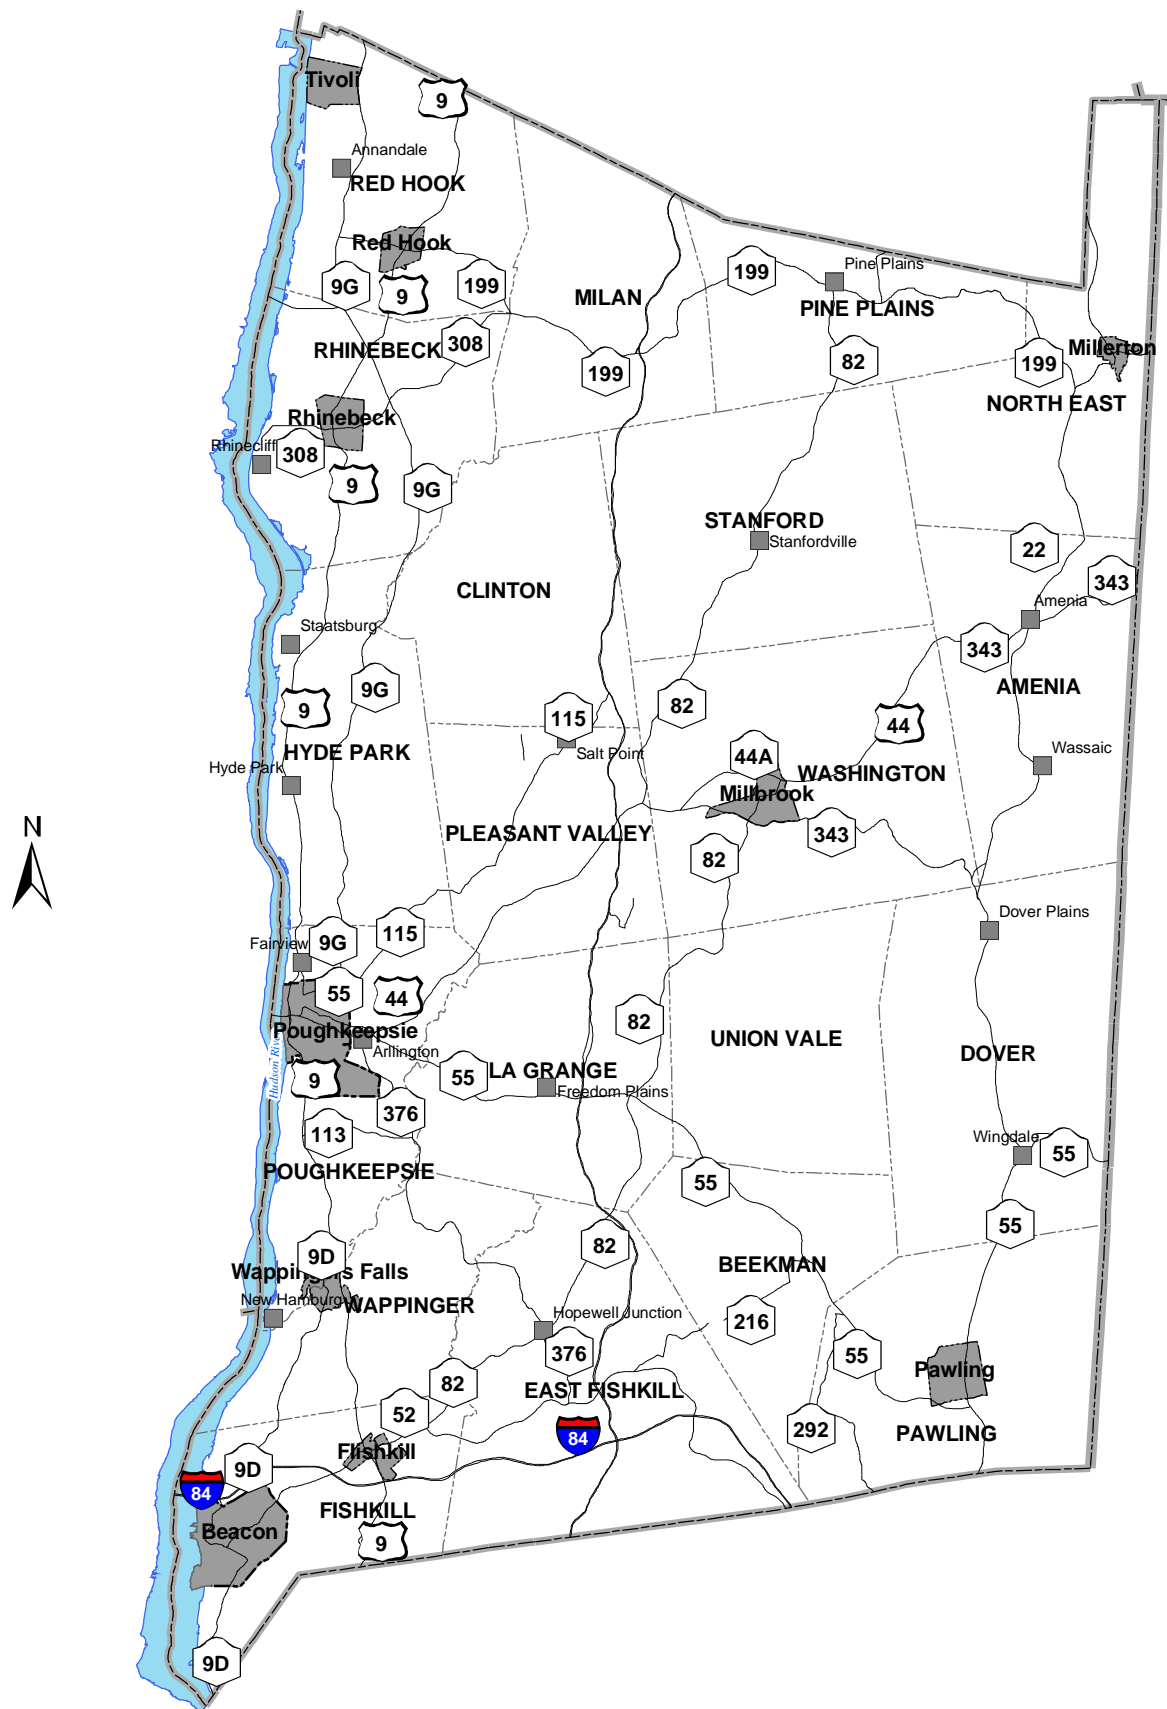 Tivoli
9
Annandale
RED HOOK
Red Hook
9G
9
199
199
Pine Plains
MILAN
PINE PLAINS
RHINEBECK
308
199
82
199
Millerton
NORTH EAST
Rhinebeck
Rhinecliff
308
9
9G
STANFORD
Stanfordville
22
343
CLINTON
Amenia
Staatsburg
343
9G
82
AMENIA
9
115
44
HYDE PARK
Salt Point
44A
Wassaic
Hyde Park
WASHINGTON
Millbrook
N
PLEASANT VALLEY
343
82
Dover Plains
Fairview
9G
115
55
44
82
Poughkeepsie
Arlington
UNION VALE
DOVER
Hudson River
9
55
LA GRANGE
Freedom Plains
376
113
Wingdale
55
POUGHKEEPSIE
55
55
9D
82
Wappingers Falls
BEEKMAN
New Hamburg
WAPPINGER
Hopewell Junction
216
376
55
Pawling
82
EAST FISHKILL
52
84
292
PAWLING
Flishkill
9D
84
FISHKILL
Beacon
9
9D